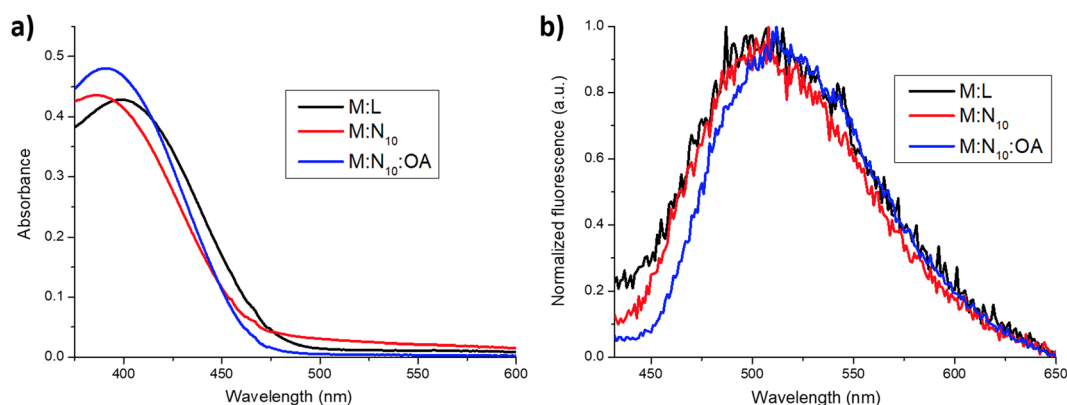 a)
0.5
0.4
0.3
0.2
0.1
0.0
Absorbance
M:L
M:N₁₀
M:N₁₀:OA
400
450
500
550
600
Wavelength (nm)
b)
1.0
0.8
0.6
0.4
0.2
0.0
Normalized fluorescence (a.u.)
M:L
M:N₁₀
M:N₁₀:OA
450
500
550
600
650
Wavelength (nm)